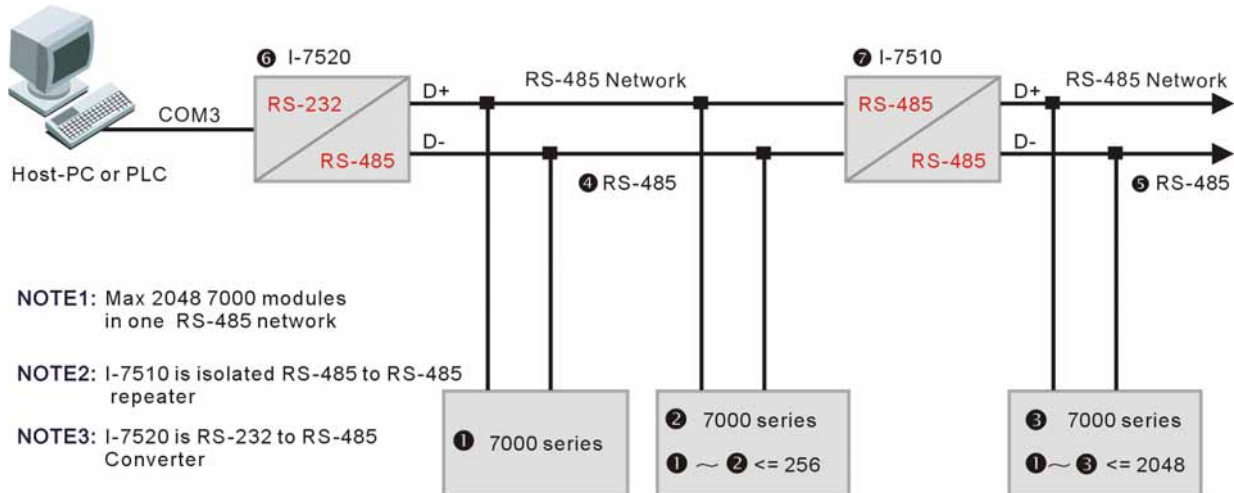 ❻ I-7520
❼ I-7510
D+
RS-485 Network
D+
RS-485 Network
RS-232
RS-485
COM3
D-
D-
RS-485
RS-485
Host-PC or PLC
❹ RS-485
❺ RS-485
NOTE1: Max 2048 7000 modules
in one RS-485 network
NOTE2: I-7510 is isolated RS-485 to RS-485
repeater
NOTE3: I-7520 is RS-232 to RS-485
Converter
❶ 7000 series
❷ 7000 series
❶ ~ ❷ <= 256
❸ 7000 series
❶ ~ ❸ <= 2048